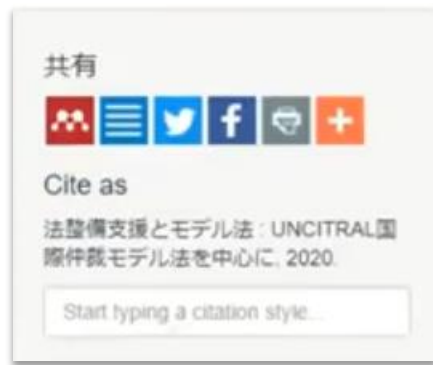 共有
Cite as
法整備支援とモデル法 : UNCITRAL国
際仲裁モデル法を中心に, 2020.
Start typing a citation style...